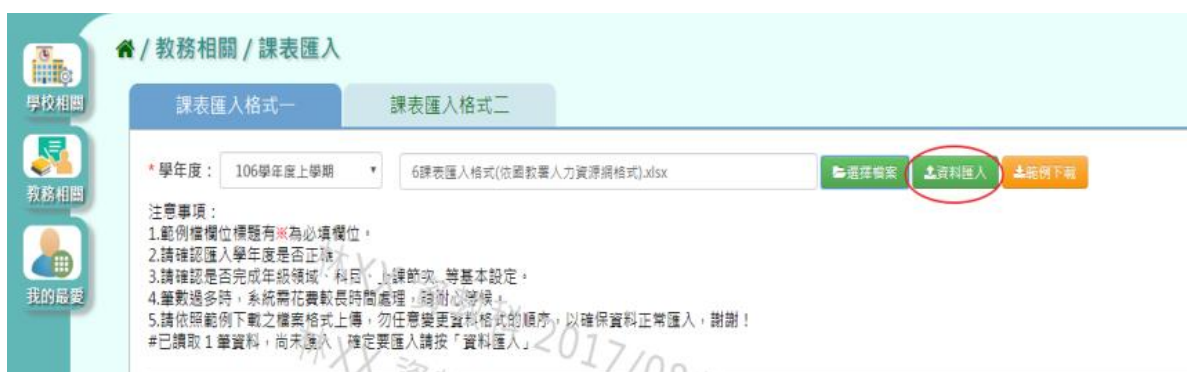 / 教務相關 / 課表匯入
學校相關
教務相關
我的最愛
課表匯入格式一
課表匯入格式二
*學年度： 106學年度上學期 6課表匯入格式(依國教署人力資源網格式).xlsx 選擇檔案 資料匯入 範例下載
注意事項：
1.範例檔欄位標題有※為必填欄位。
2.請確認匯入學年度是否正確
3.請確認是否完成年級領域、科目、上課節次 等基本設定。
4.筆數過多時，系統需花費較長時間處理，請耐心等候。
5.請依照範例下載之檔案格式上傳，勿任意變更資料格式的順序，以確保資料正常匯入，謝謝！
#已讀取 1 筆資料，尚未匯入，確定要匯入請按「資料匯入」
林XX 資
2017/0